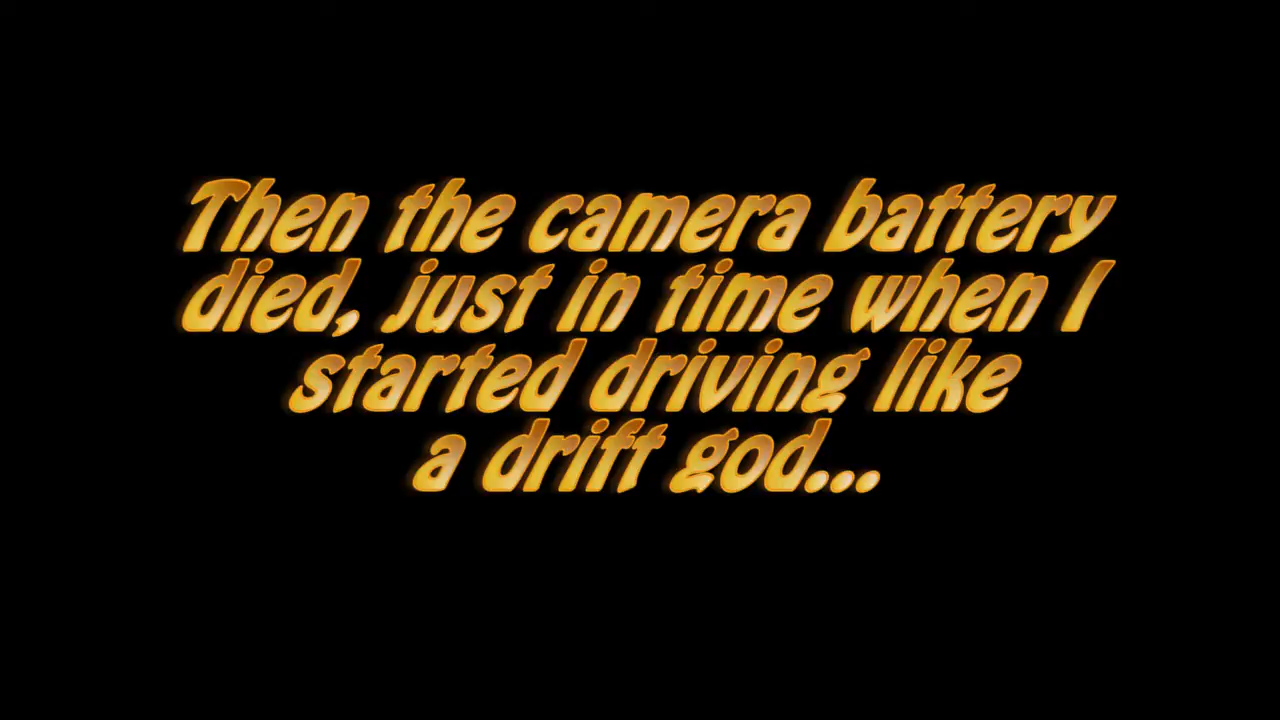 Then the camera battery
died, just in time when I
started driving like
a drift god...